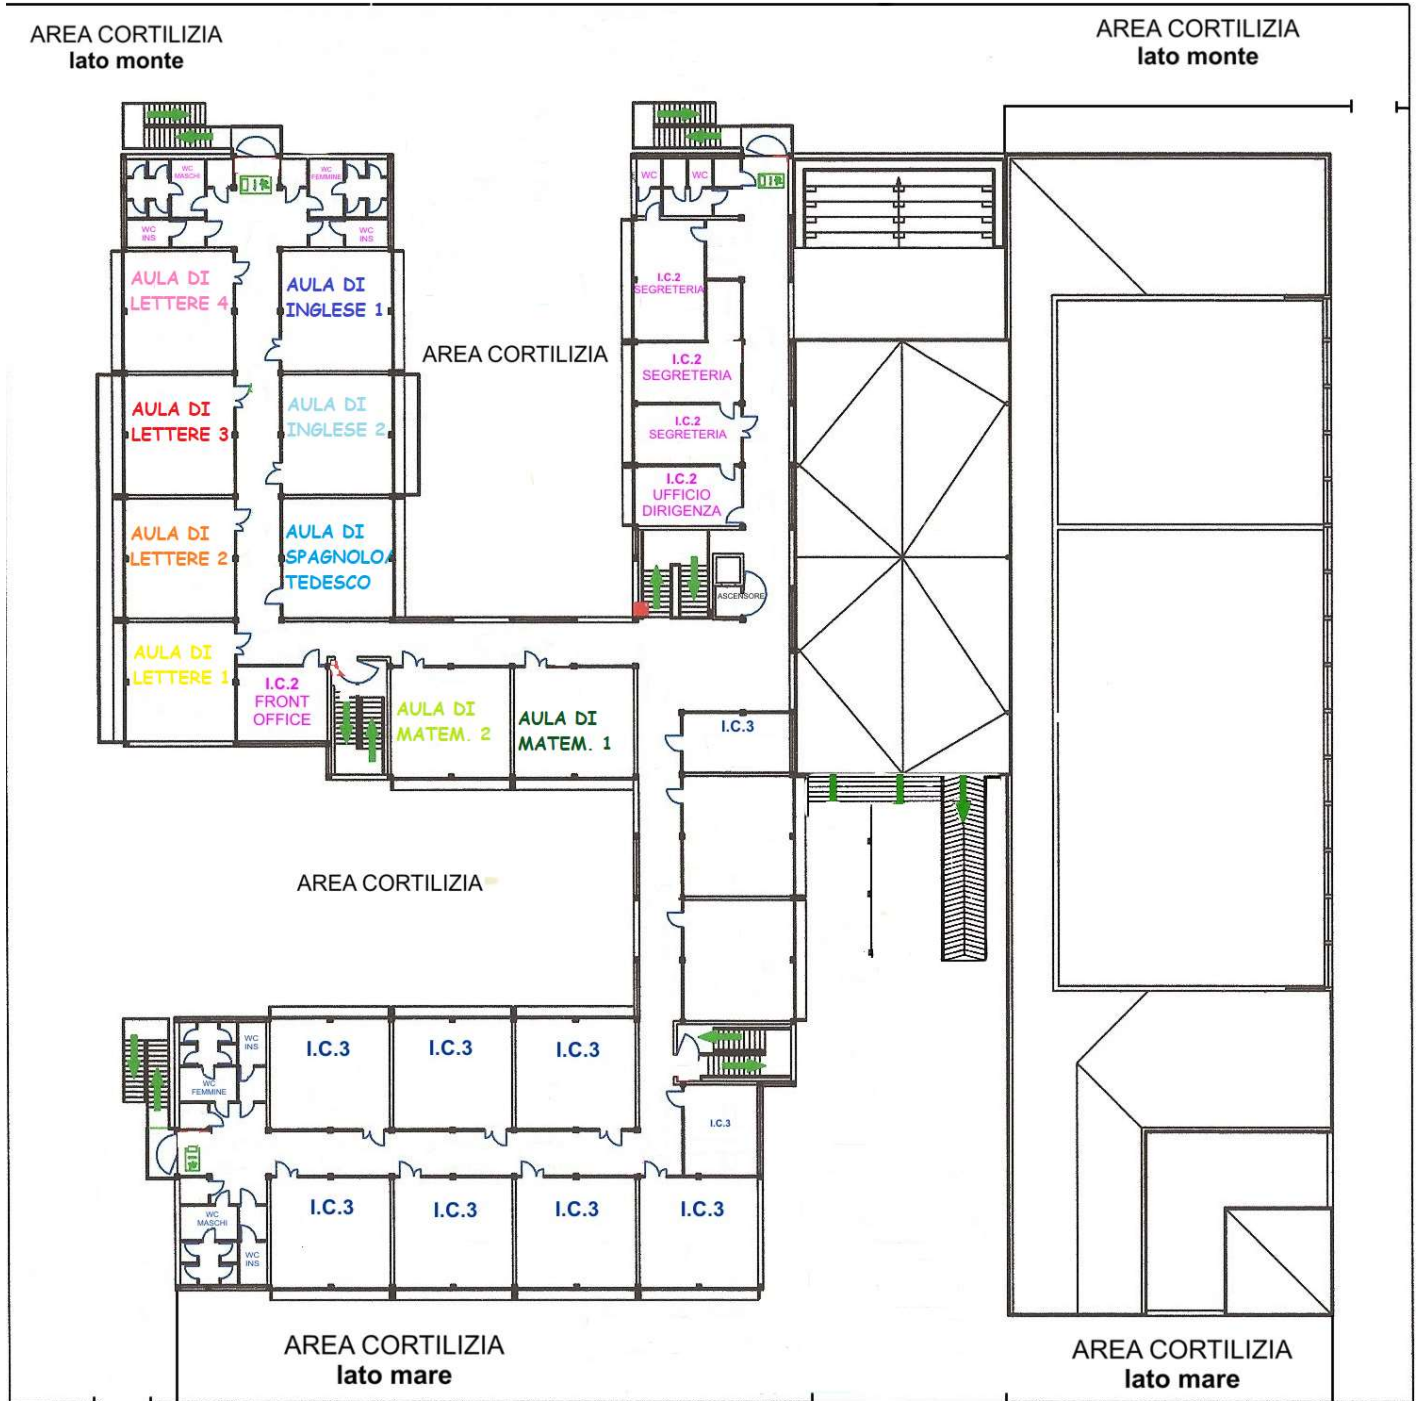 AREA CORTILIZIA
lato monte
AREA CORTILIZIA
lato monte
WC
MASCHI
WC
FEMMINE
WC
INS
WC
INS
WC
WC
AULA DI
LETTERE 4
AULA DI
INGLESE 1
I.C.2
SEGRETERIA
AREA CORTILIZIA
I.C.2
SEGRETERIA
AULA DI
LETTERE 3
AULA DI
INGLESE 2
I.C.2
SEGRETERIA
I.C.2
UFFICIO
DIRIGENZA
AULA DI
LETTERE 2
AULA DI
SPAGNOLO/
TEDESCO
ASCENSORE
AULA DI
LETTERE 1
I.C.2
FRONT
OFFICE
AULA DI
MATEM. 2
AULA DI
MATEM. 1
I.C.3
AREA CORTILIZIA
WC
INS
WC
FEMMINE
I.C.3
I.C.3
I.C.3
I.C.3
WC
MASCHI
WC
INS
I.C.3
I.C.3
I.C.3
I.C.3
AREA CORTILIZIA
lato mare
AREA CORTILIZIA
lato mare